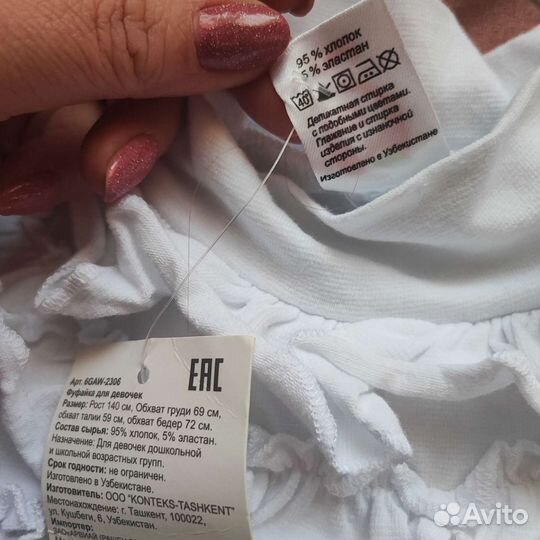 95 % хлопок
5 % эластан
40
Деликатная стирка
с подобными цветами.
Глажение и стирка
изделия с изнаночной
стороны.
Изготовлено в Узбекистане
EAC
Арт. 6GAW-2306
Фуфайка для девочек
Размер: Рост 140 см, Обхват груди 69 см,
обхват талии 59 см, обхват бедер 72 см.
Состав сырья: 95% хлопок, 5% эластан.
Назначение: Для девочек дошкольной
и школьной возрастных групп.
Срок годности: не ограничен.
Изготовлено в Узбекистане.
Изготовитель: ООО "KONTEKS-TASHKENT"
Местонахождение: г. Ташкент, 100022,
ул. Кушбеги, 6, Узбекистан.
Импортер:
Avito